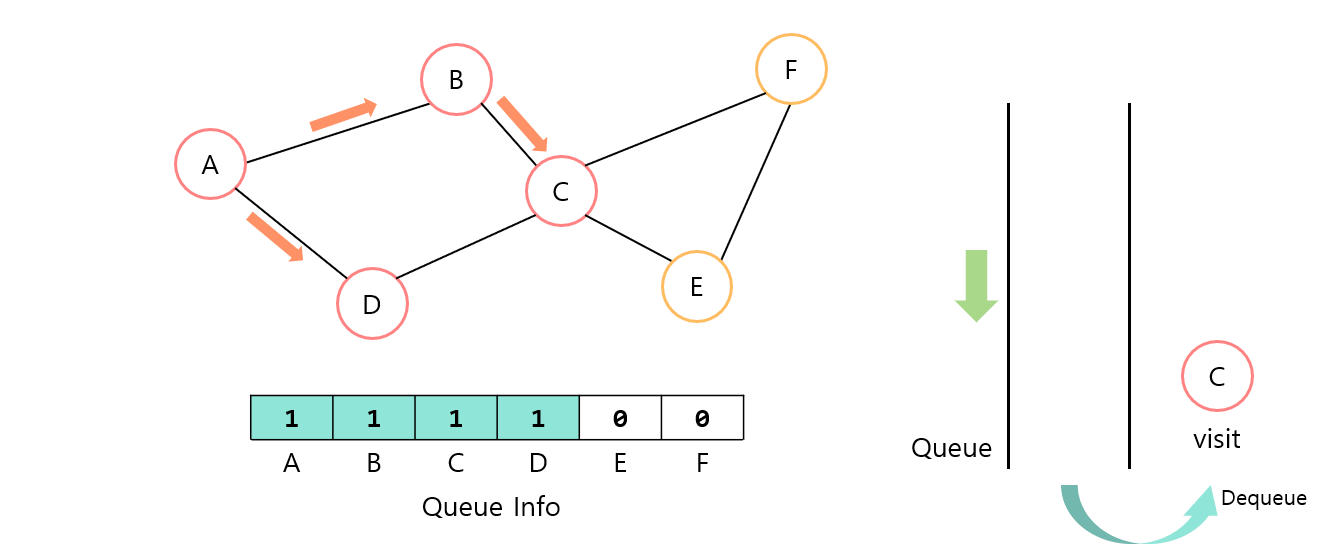 F
B
A
C
E
D
C
1 1 1 1 0 0
visit
Queue
A B C D E F
Dequeue
Queue Info